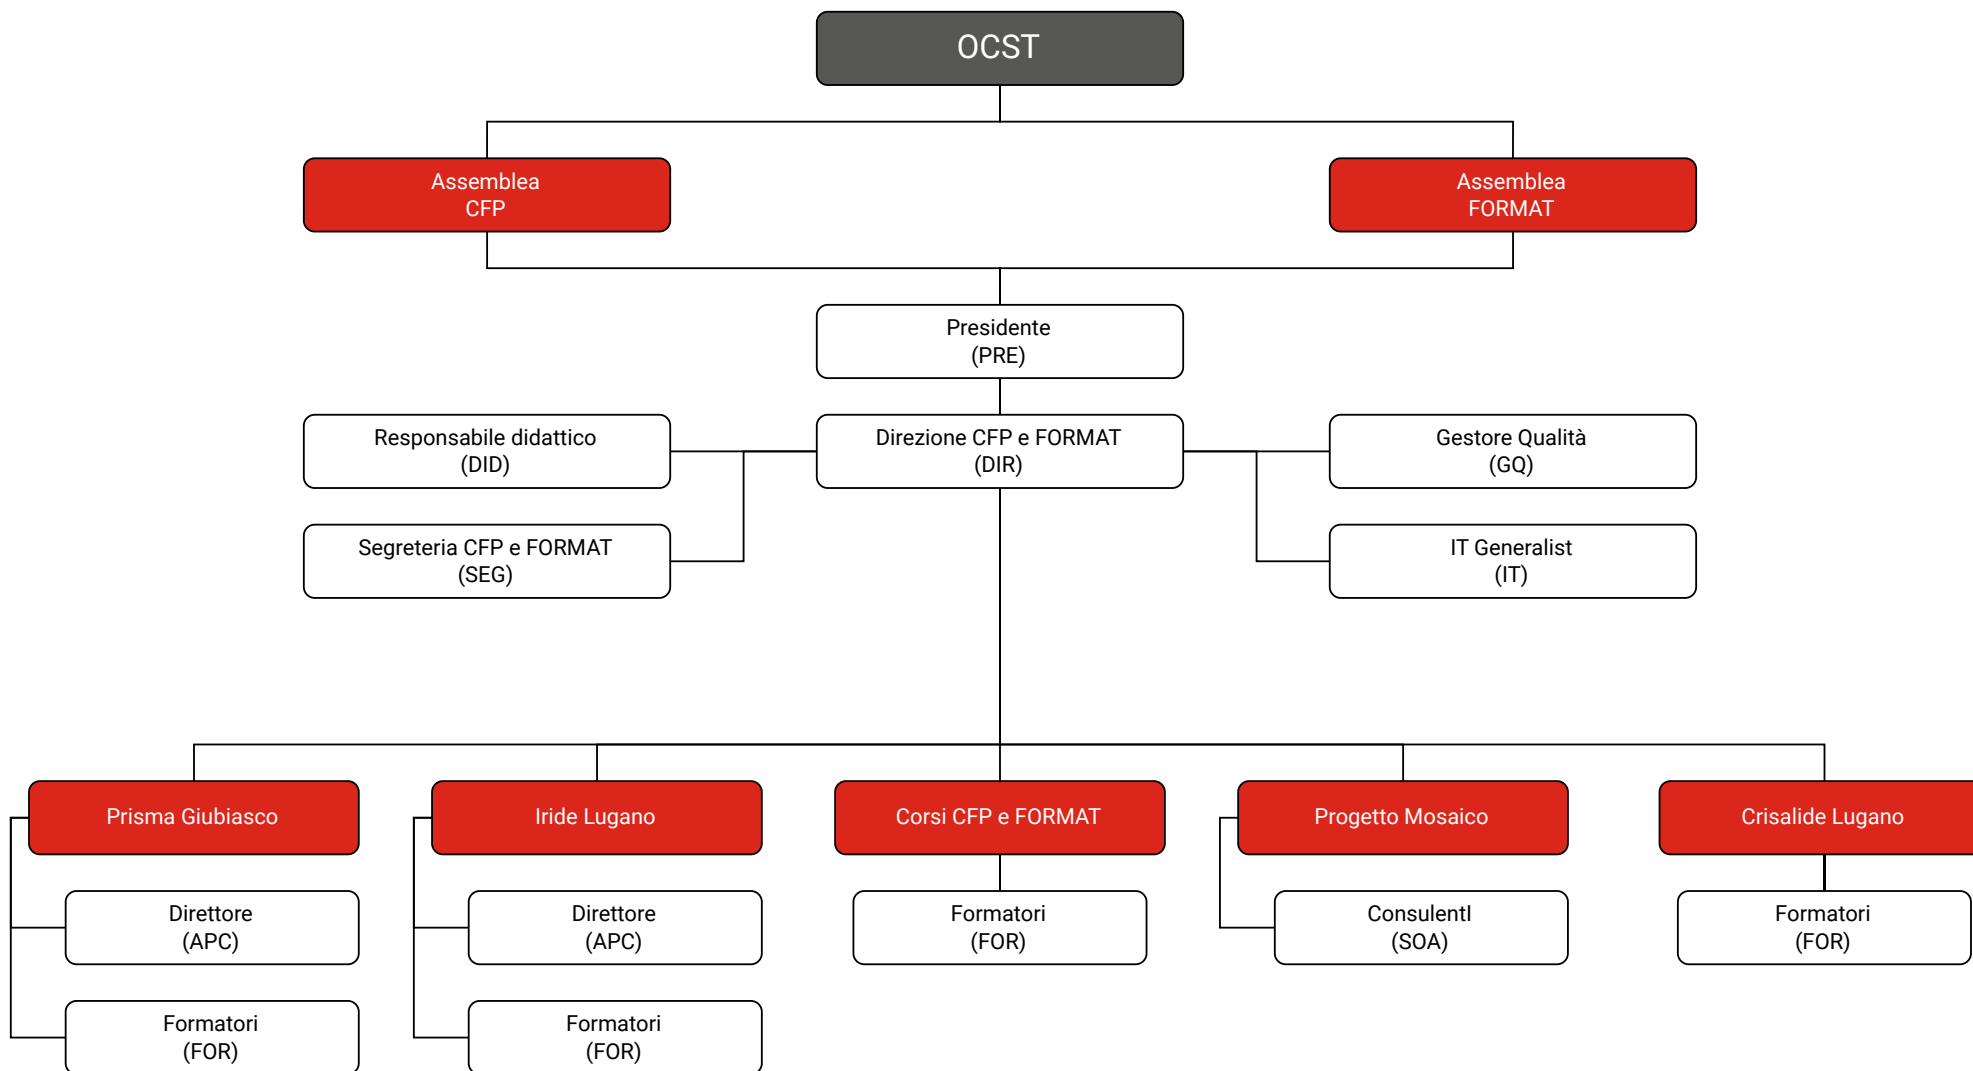 OCST
Assemblea
CFP
Assemblea
FORMAT
Presidente
(PRE)
Responsabile didattico
(DID)
Direzione CFP e FORMAT
(DIR)
Gestore Qualità
(GQ)
Segreteria CFP e FORMAT
(SEG)
IT Generalist
(IT)
Prisma Giubiasco
Iride Lugano
Corsi CFP e FORMAT
Progetto Mosaico
Crisalide Lugano
Direttore
(APC)
Direttore
(APC)
Formatori
(FOR)
ConsulentI
(SOA)
Formatori
(FOR)
Formatori
(FOR)
Formatori
(FOR)